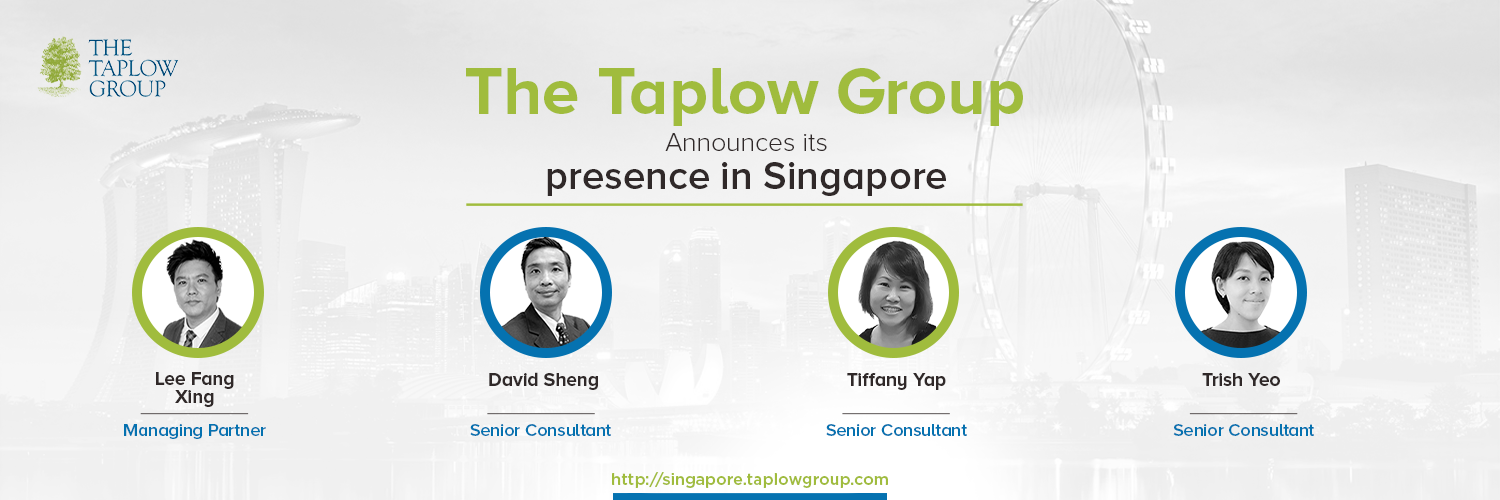 THE
TAPLOW
GROUP
The Taplow Group
Announces its
presence in Singapore
Lee Fang
Xing
Managing Partner
David Sheng
Senior Consultant
Tiffany Yap
Senior Consultant
Trish Yeo
Senior Consultant
http://singapore.taplowgroup.com